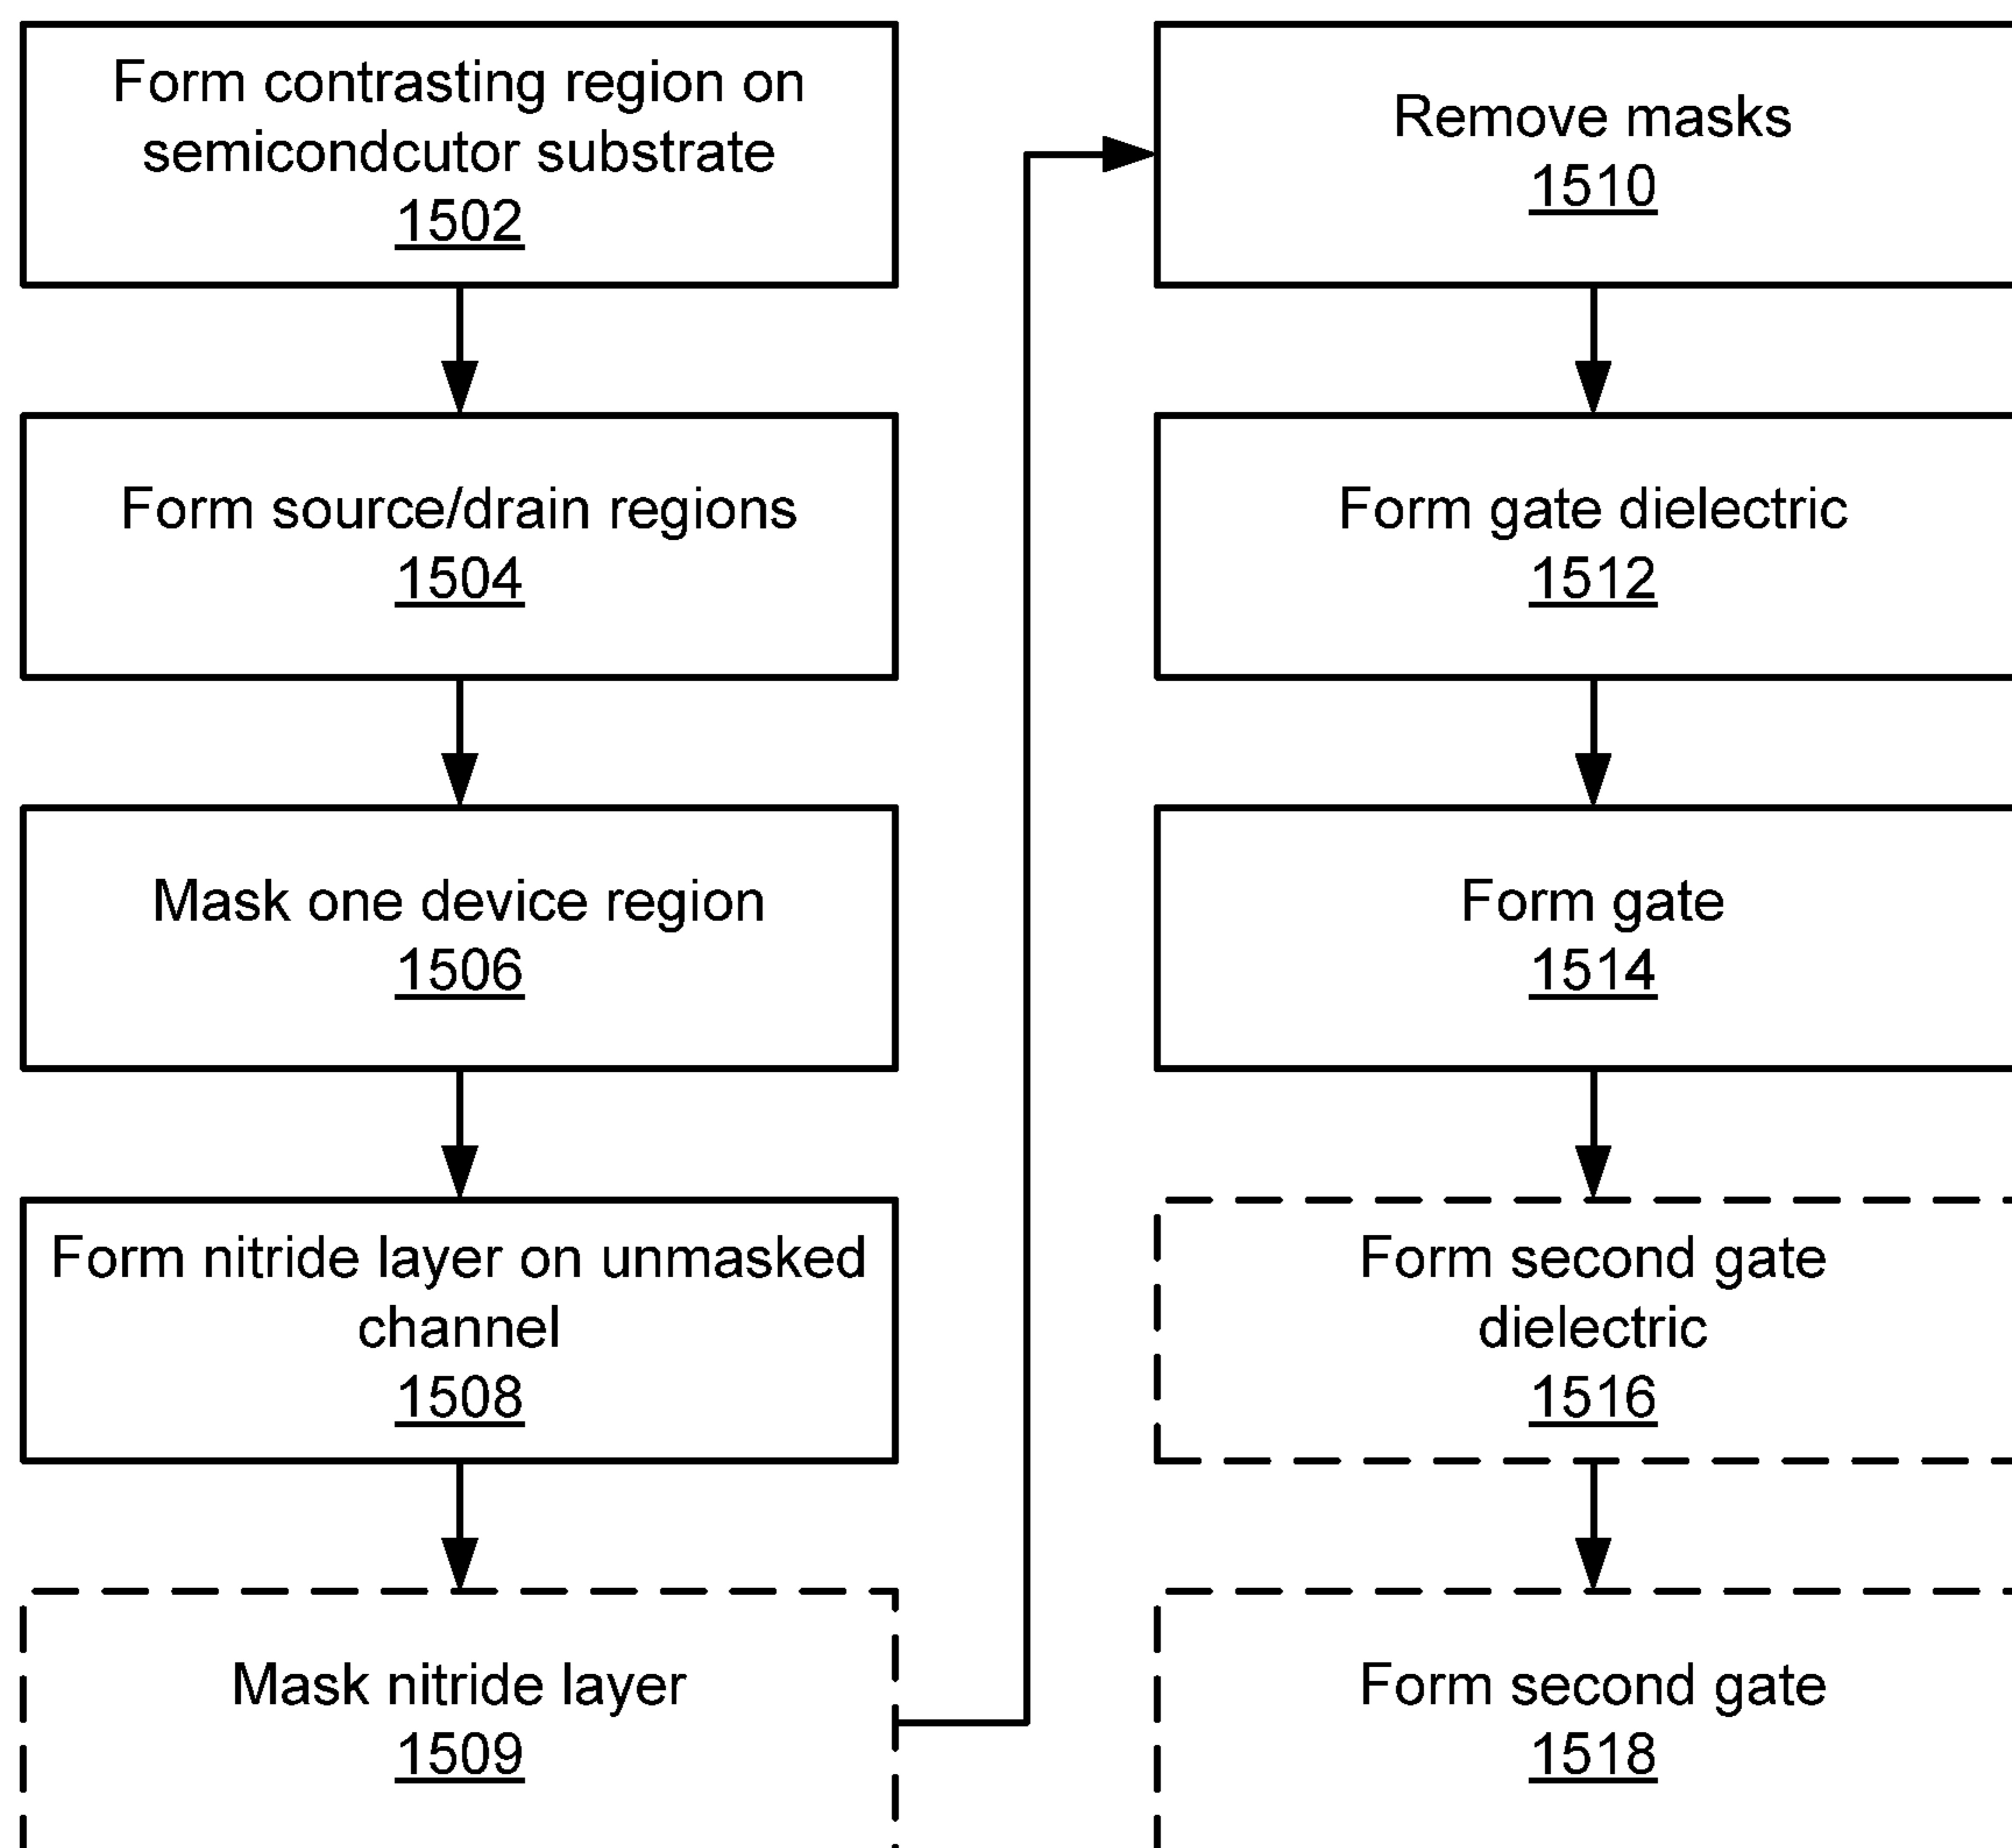 Form contrasting region on
semicondcutor substrate
1502
Form source/drain regions
1504
Mask one device region
1506
Form nitride layer on unmasked
channel
1508
Mask nitride layer
1509
Remove masks
1510
Form gate dielectric
1512
Form gate
1514
Form second gate
dielectric
1516
Form second gate
1518